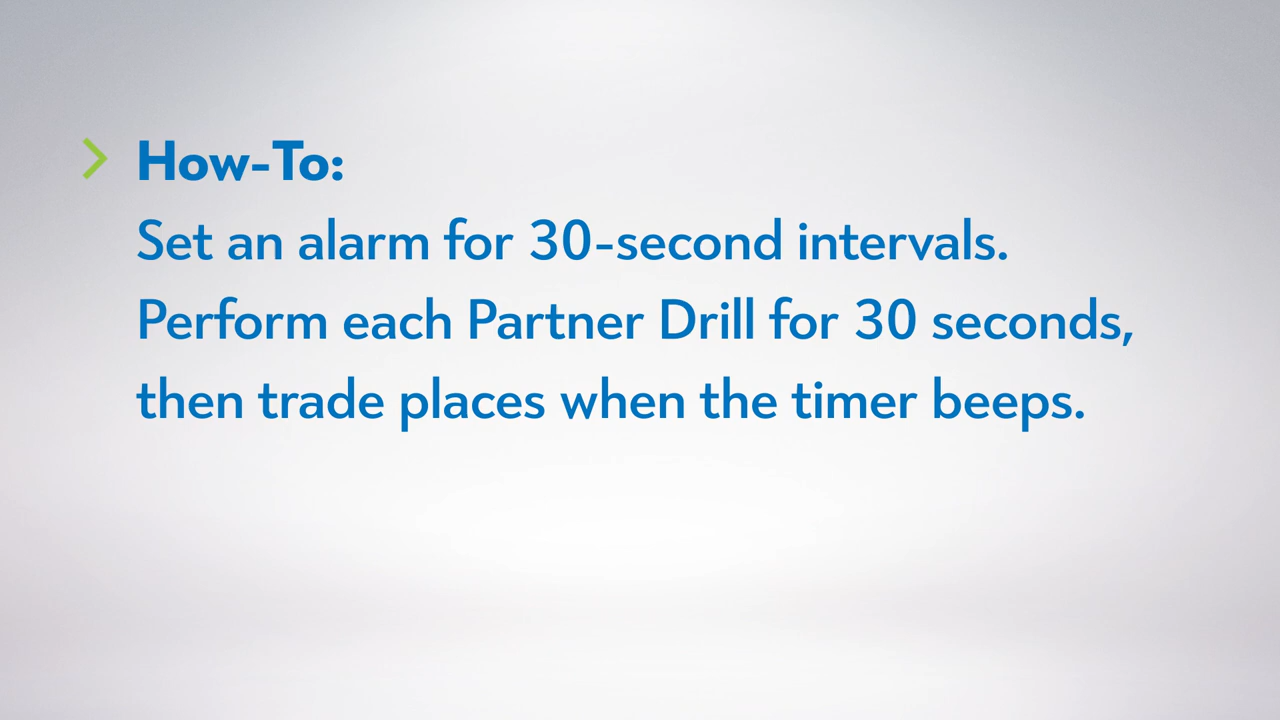 How-To:
Set an alarm for 30-second intervals.
Perform each Partner Drill for 30 seconds,
then trade places when the timer beeps.